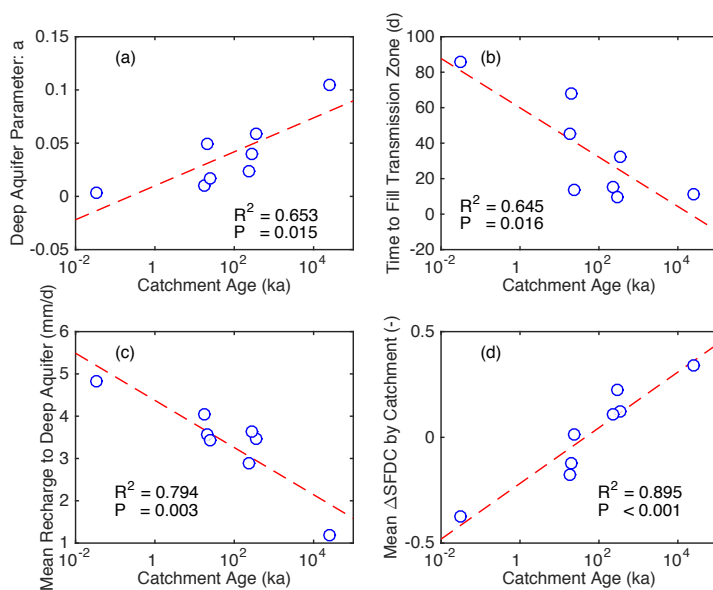 (a)
Deep Aquifer Parameter: a
0.15
0.1
0.05
0
-0.05
R² = 0.653
P = 0.015
10⁻² 1 10² 10⁴
Catchment Age (ka)
(b)
Time to Fill Transmission Zone (d)
100
80
60
40
20
0
-20
20
R² = 0.645
P = 0.016
10⁻² 1 10² 10⁴
Catchment Age (ka)
(c)
Mean Recharge to Deep Aquifer (mm/d)
6
5
4
3
2
1
R² = 0.794
P = 0.003
10⁻² 1 10² 10⁴
Catchment Age (ka)
(d)
Mean ΔSFDC by Catchment (-)
0.5
0
-0.5
R² = 0.895
P < 0.001
10⁻² 1 10² 10⁴
Catchment Age (ka)